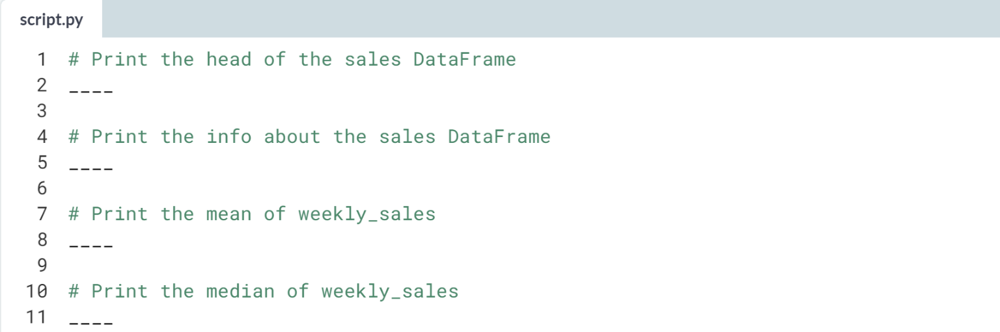 script.py
1 # Print the head of the sales DataFrame
2 ____
3
4 # Print the info about the sales DataFrame
5 ____
6
7 # Print the mean of weekly_sales
8 ____
9
10 # Print the median of weekly_sales
11 ____